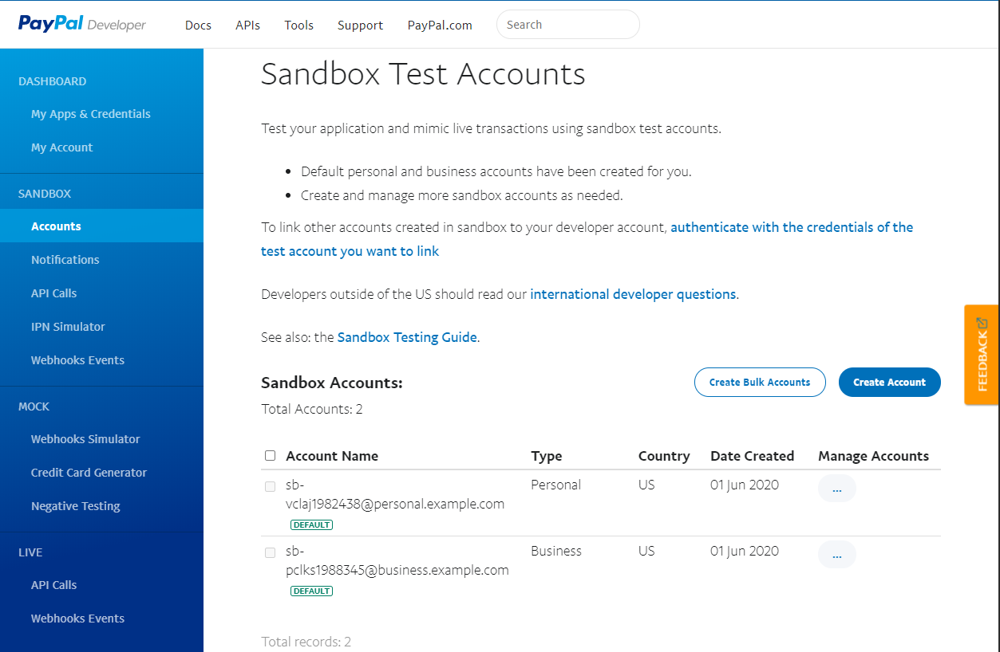 PayPal Developer
Docs APIs Tools Support PayPal.com Search
DASHBOARD
My Apps & Credentials
My Account
SANDBOX
Accounts
Notifications
API Calls
IPN Simulator
Webhooks Events
MOCK
Webhooks Simulator
Credit Card Generator
Negative Testing
LIVE
API Calls
Webhooks Events
Sandbox Test Accounts
Test your application and mimic live transactions using sandbox test accounts.
• Default personal and business accounts have been created for you.
• Create and manage more sandbox accounts as needed.
To link other accounts created in sandbox to your developer account, authenticate with the credentials of the
test account you want to link
Developers outside of the US should read our international developer questions.
See also: the Sandbox Testing Guide.
Sandbox Accounts:
Create Bulk Accounts Create Account
Total Accounts: 2
Account Name Type Country Date Created Manage Accounts
sb- Personal US 01 Jun 2020 ...
vclaj1982438@personal.example.com
DEFAULT
sb- Business US 01 Jun 2020 ...
pclks1988345@business.example.com
DEFAULT
Total records: 2
FEEDBACK